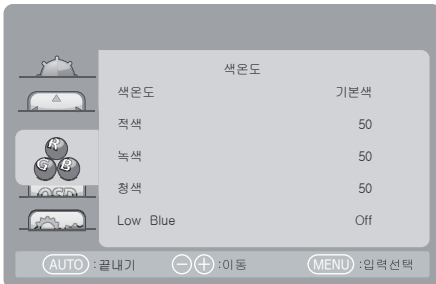 색온도
색온도 기본색
적색 50
녹색 50
청색 50
Low Blue Off
R
G B
OSD
AUTO :끝내기 - + :이동 MENU :입력선택